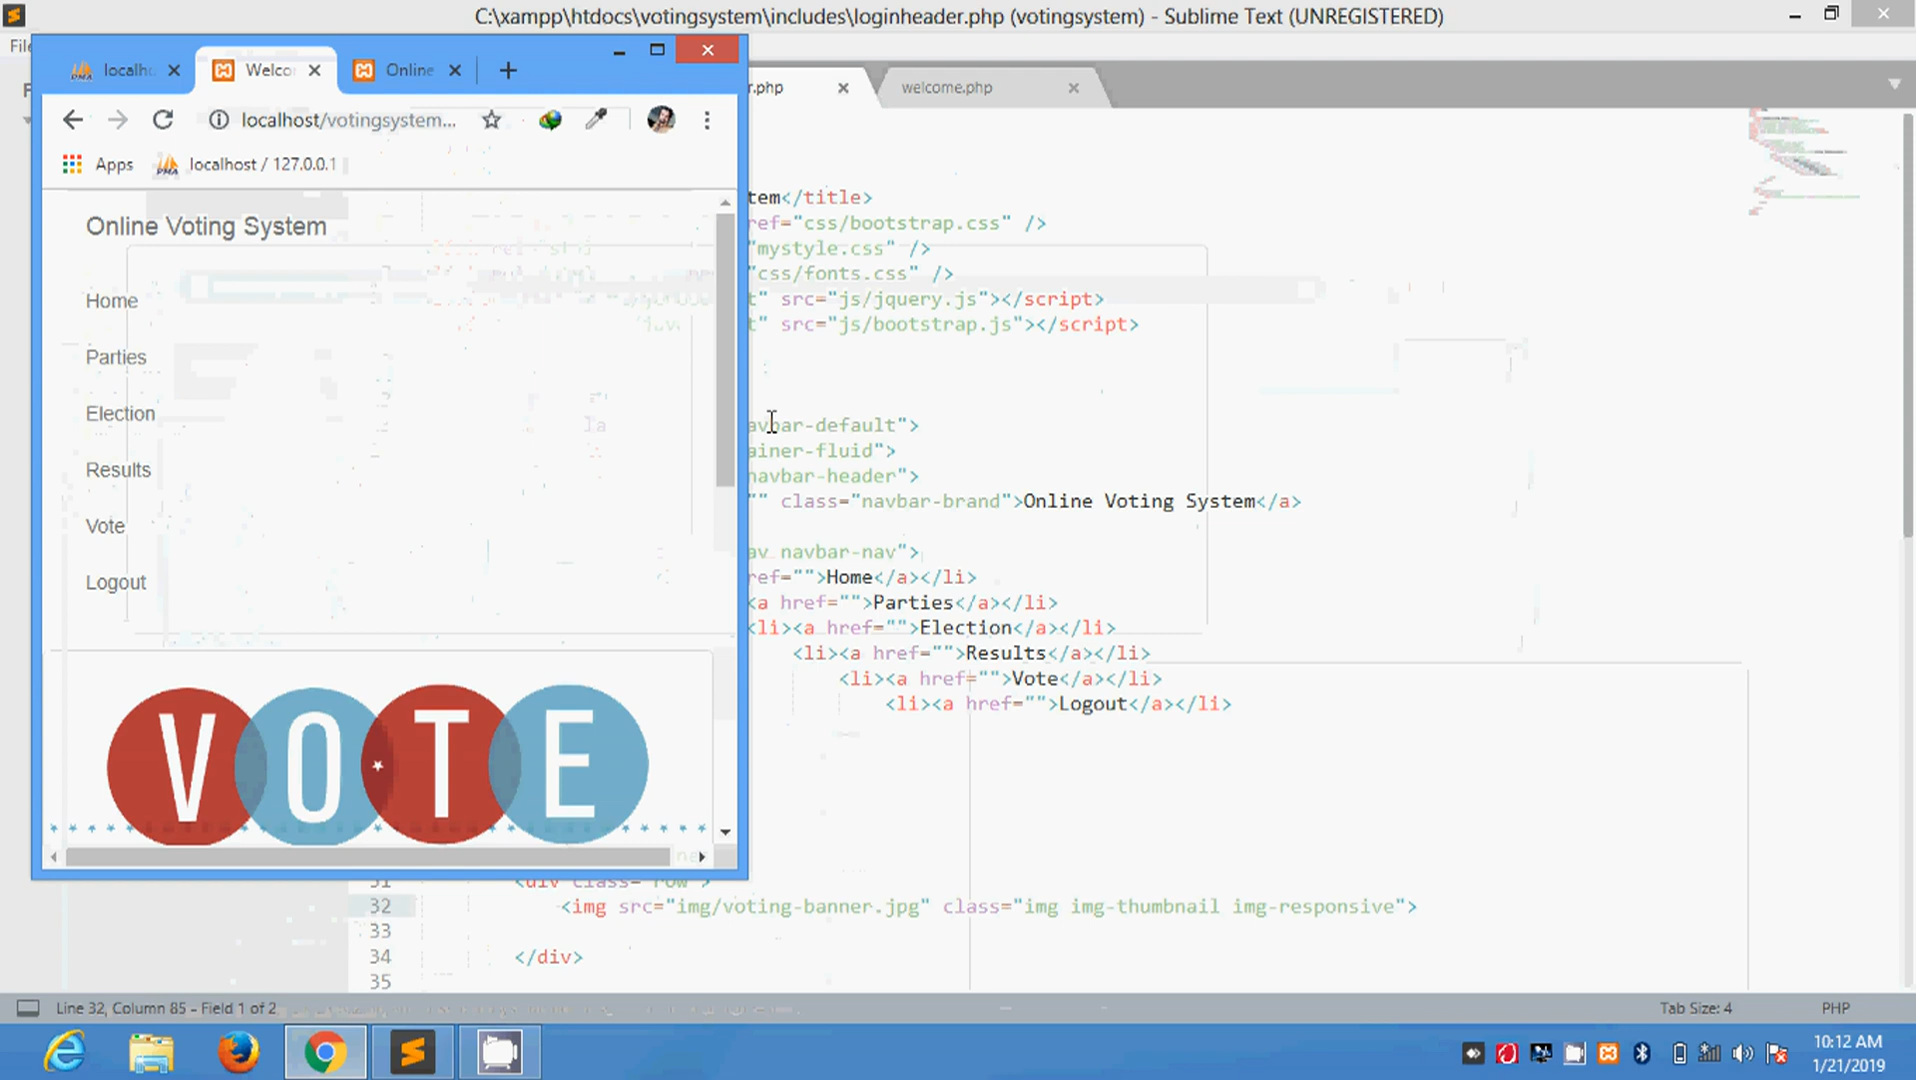 C:\xampp\htdocs\votingsystem\includes\loginheader.php (votingsystem) - Sublime Text (UNREGISTERED)
File
localh
Welco
Online
r.php
welcome.php
localhost/votingsystem...
Apps
localhost / 127.0.0.1
Online Voting System
Home
Parties
Election
Results
Vote
Logout
VOTE
tem</title>
ref="css/bootstrap.css" />
"mystyle.css" />
"css/fonts.css" />
t" src="js/jquery.js"></script>
t" src="js/bootstrap.js"></script>
avbar-default">
ainer-fluid">
navbar-header">
"" class="navbar-brand">Online Voting System</a>
av navbar-nav">
ref="">Home</a></li>
<a href="">Parties</a></li>
<li><a href="">Election</a></li>
<li><a href="">Results</a></li>
<li><a href="">Vote</a></li>
<li><a href="">Logout</a></li>
31 <div class="row">
32 <img src="img/voting-banner.jpg" class="img img-thumbnail img-responsive">
33
34 </div>
35
Line 32, Column 85 - Field 1 of 2
Tab Size: 4
PHP
10:12 AM
1/21/2019